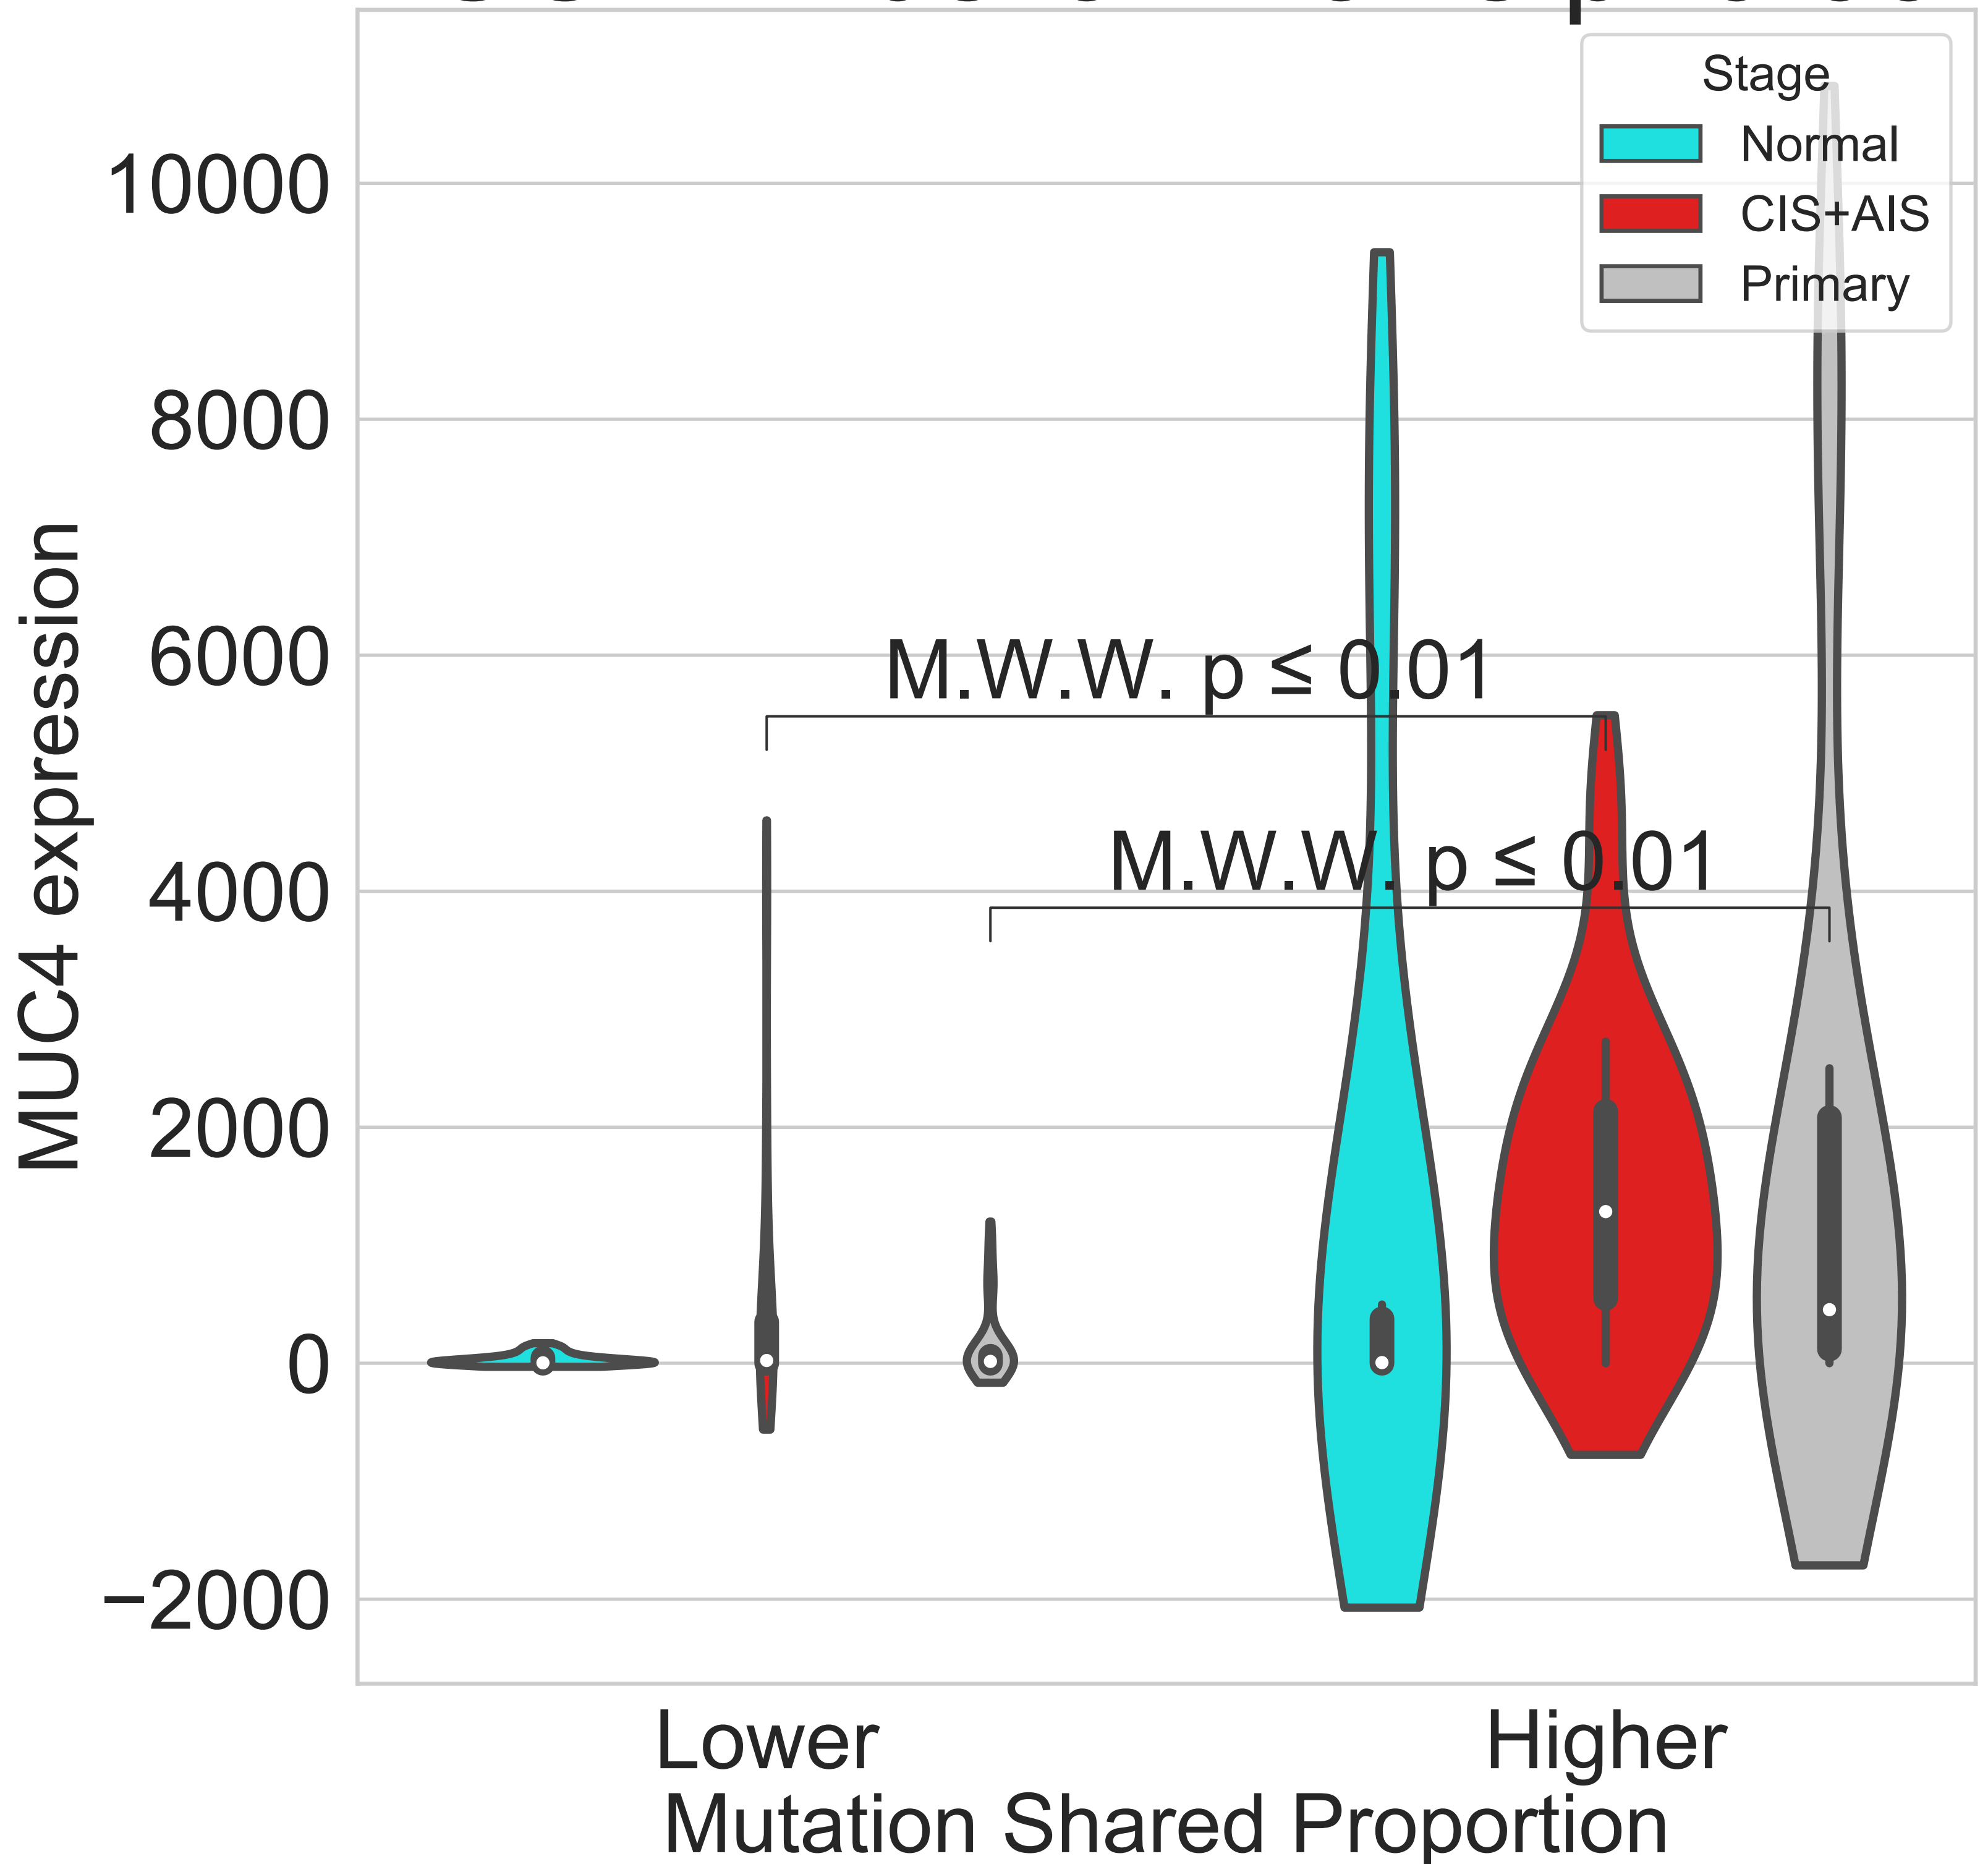 Stage
Normal
CIS+AIS
Primary
10000
8000
6000
4000
2000
0
−2000
MUC4 expression
M.W.W. p ≤ 0.01
M.W.W. p ≤ 0.01
Lower
Higher
Mutation Shared Proportion